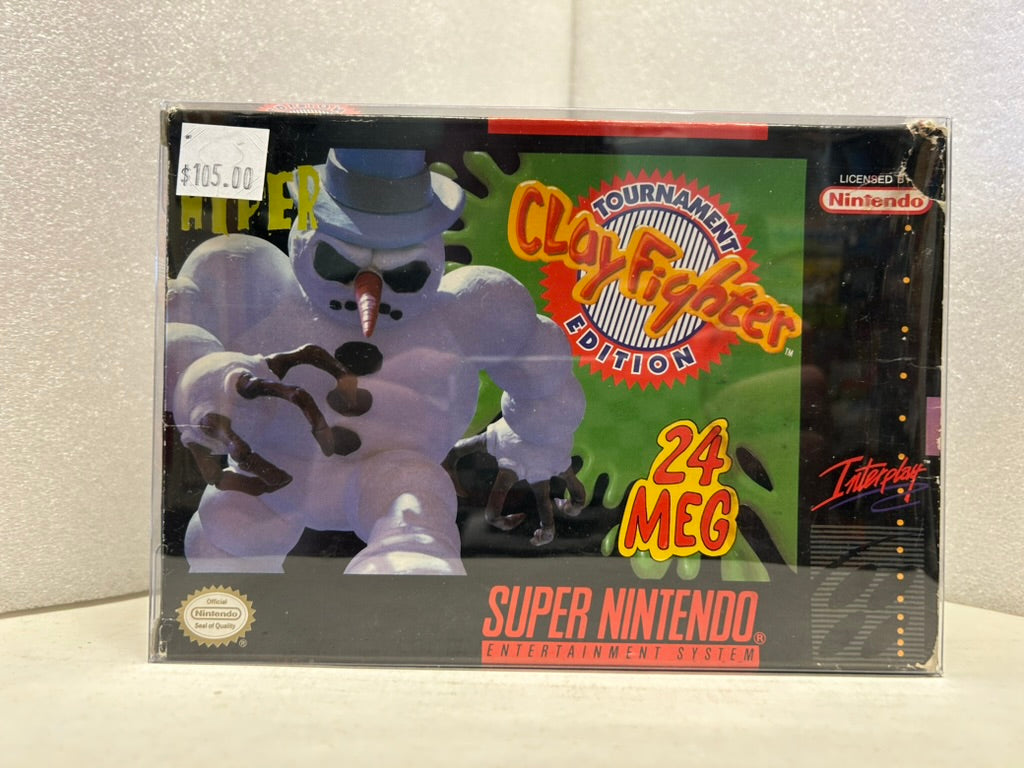 $105.00
HYPER
TOURNAMENT
ClayFighter
TM
EDITION
LICENSED BY
Nintendo
24
MEG
Interplay
Official
Nintendo
Seal of Quality
®
SUPER NINTENDO®
ENTERTAINMENT SYSTEM